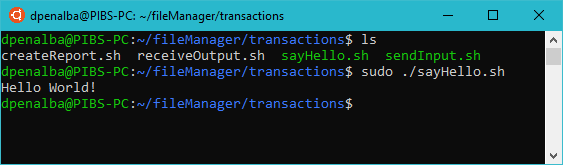 dpenalba@PIBS-PC: ~/fileManager/transactions
dpenalba@PIBS-PC:~/fileManager/transactions$ ls
createReport.sh  receiveOutput.sh  sayHello.sh  sendInput.sh
dpenalba@PIBS-PC:~/fileManager/transactions$ sudo ./sayHello.sh
Hello World!
dpenalba@PIBS-PC:~/fileManager/transactions$